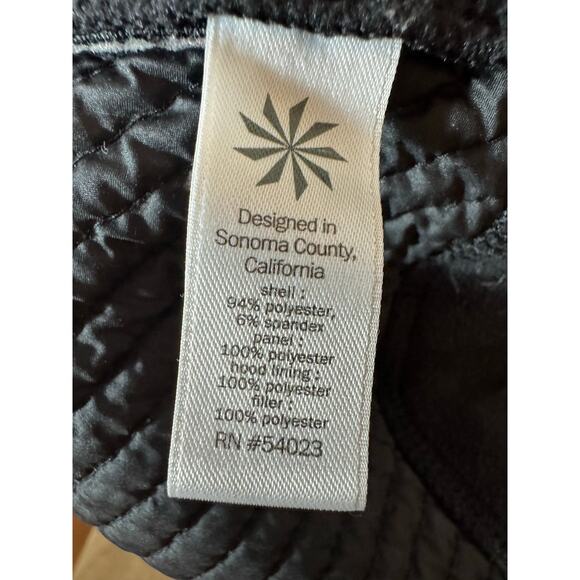 Designed in
Sonoma County,
California
shell :
94% polyester,
6% spandex
panel :
100% polyester
hood lining :
100% polyester
filler :
100% polyester
RN #54023